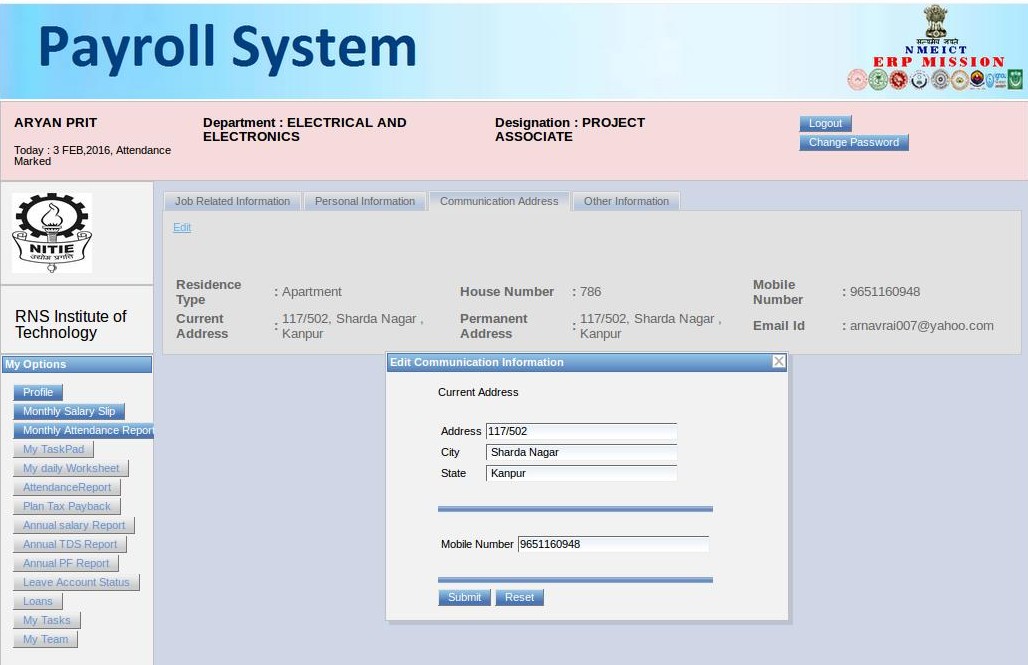 Payroll System
सत्यमेव जयते
NMEICT
ERP MISSION
ARYAN PRIT
Department : ELECTRICAL AND
ELECTRONICS
Designation : PROJECT
ASSOCIATE
Logout
Change Password
Today : 3 FEB,2016, Attendance
Marked
NITIE
Job Related Information
Personal Information
Communication Address
Other Information
Edit
Residence
Type
: Apartment
House Number
: 786
Mobile
Number
: 9651160948
Current
Address
: 117/502, Sharda Nagar ,
Kanpur
Permanent
Address
: 117/502, Sharda Nagar ,
Kanpur
Email Id
: arnavrai007@yahoo.com
RNS Institute of
Technology
My Options
Profile
Monthly Salary Slip
Monthly Attendance Report
My TaskPad
My daily Worksheet
AttendanceReport
Plan Tax Payback
Annual salary Report
Annual TDS Report
Annual PF Report
Leave Account Status
Loans
My Tasks
My Team
Edit Communication Information
X
Current Address
Address 117/502
City Sharda Nagar
State Kanpur
Mobile Number 9651160948
Submit
Reset